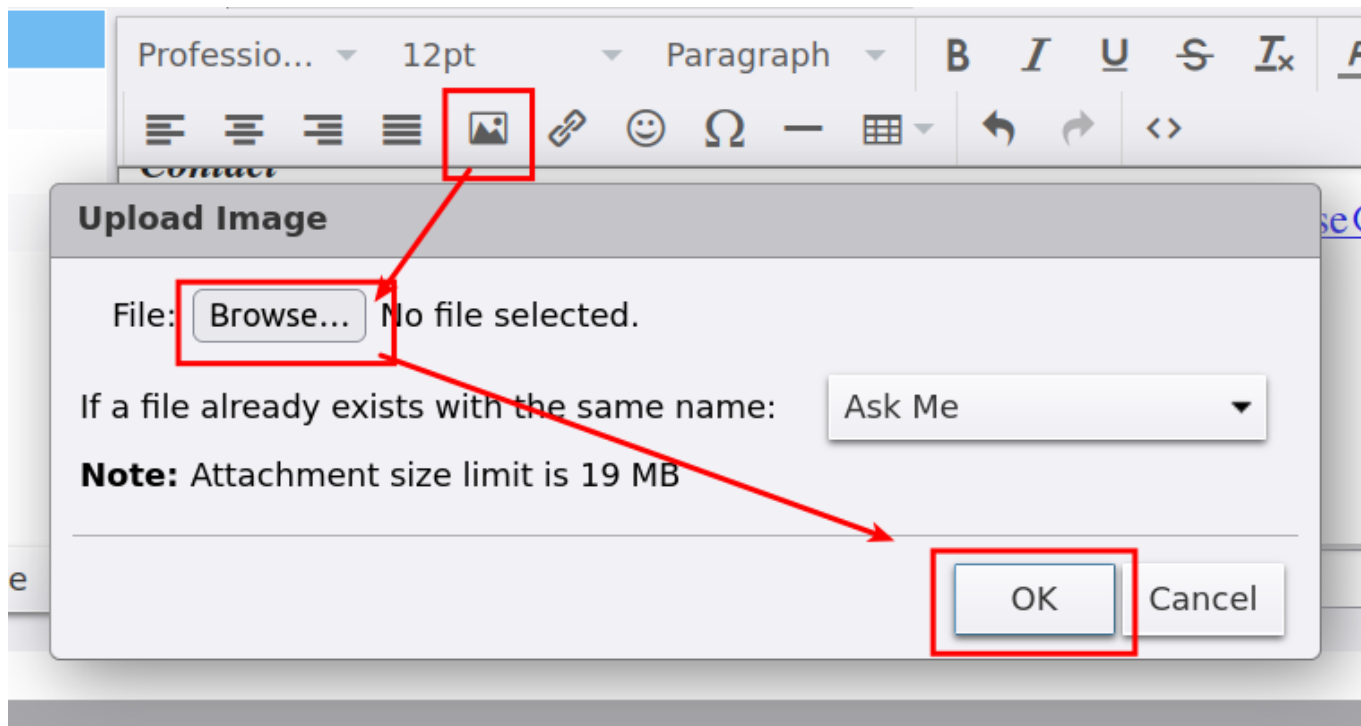 Professio... 12pt Paragraph B I U S Ix
Ω <>
Contact
Upload Image
File: Browse... No file selected.
If a file already exists with the same name: Ask Me
Note: Attachment size limit is 19 MB
OK Cancel